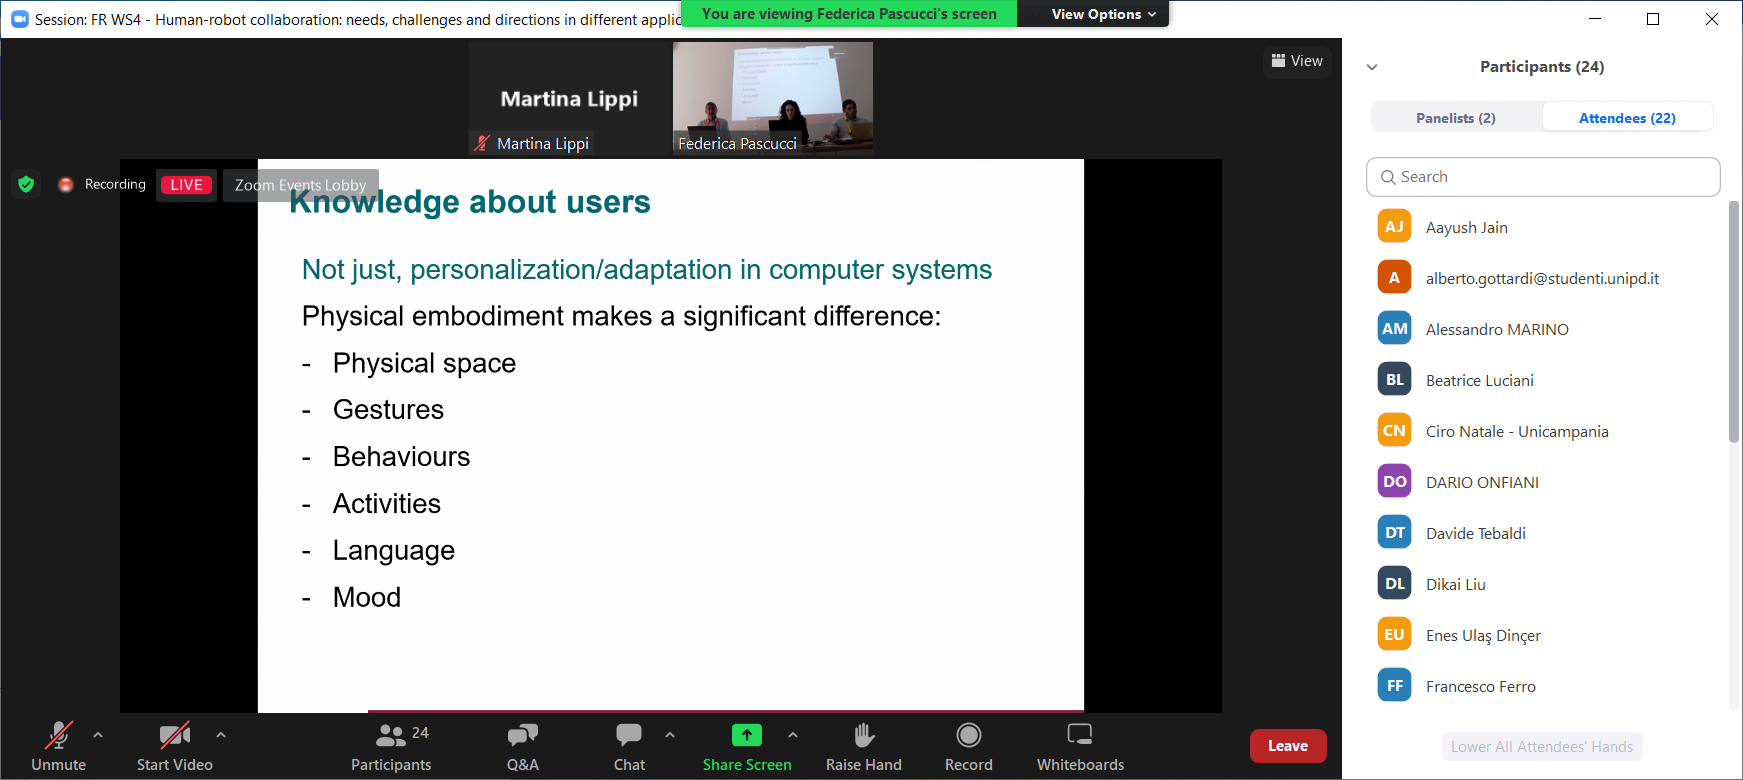 Session: FR WS4 - Human-robot collaboration: needs, challenges and directions in different applic
You are viewing Federica Pascucci's screen
View Options
View
Martina Lippi
Martina Lippi
Federica Pascucci
Recording
LIVE
Zoom Events Lobby
Knowledge about users
Not just, personalization/adaptation in computer systems
Physical embodiment makes a significant difference:
- Physical space
- Gestures
- Behaviours
- Activities
- Language
- Mood
Participants (24)
Panelists (2)
Attendees (22)
Search
AJ Aayush Jain
A alberto.gottardi@studenti.unipd.it
AM Alessandro MARINO
BL Beatrice Luciani
CN Ciro Natale - Unicampania
DO DARIO ONFIANI
DT Davide Tebaldi
DL Dikai Liu
EU Enes Ulaş Dinçer
FF Francesco Ferro
Lower All Attendees' Hands
Unmute
Start Video
24
Participants
Q&A
Chat
Share Screen
Raise Hand
Record
Whiteboards
Leave